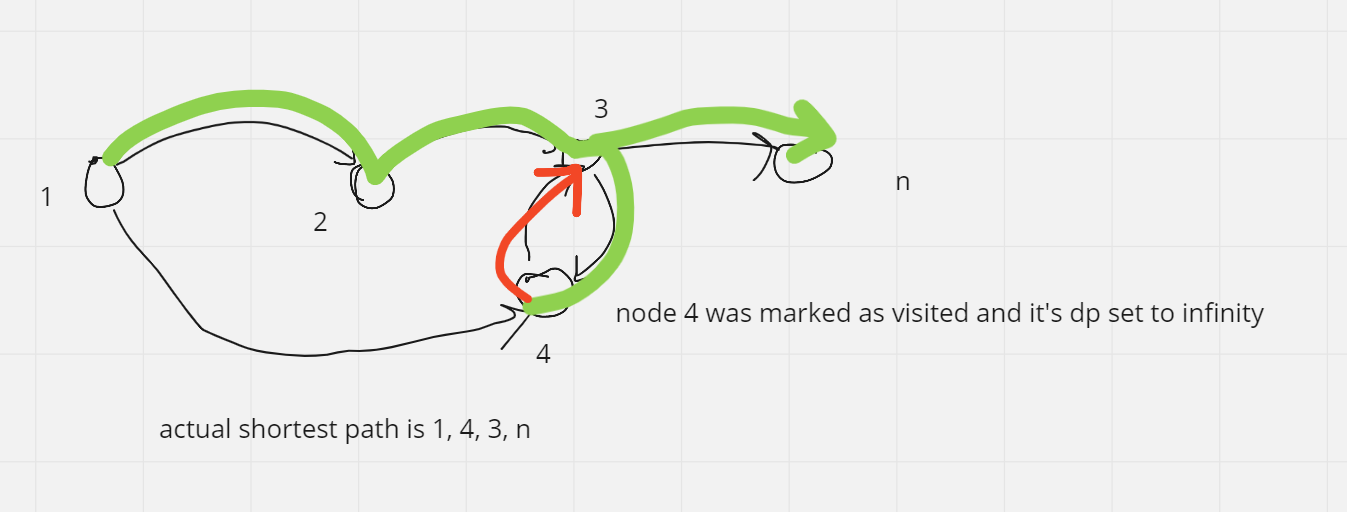 3
1
n
2
node 4 was marked as visited and it's dp set to infinity
4
actual shortest path is 1, 4, 3, n